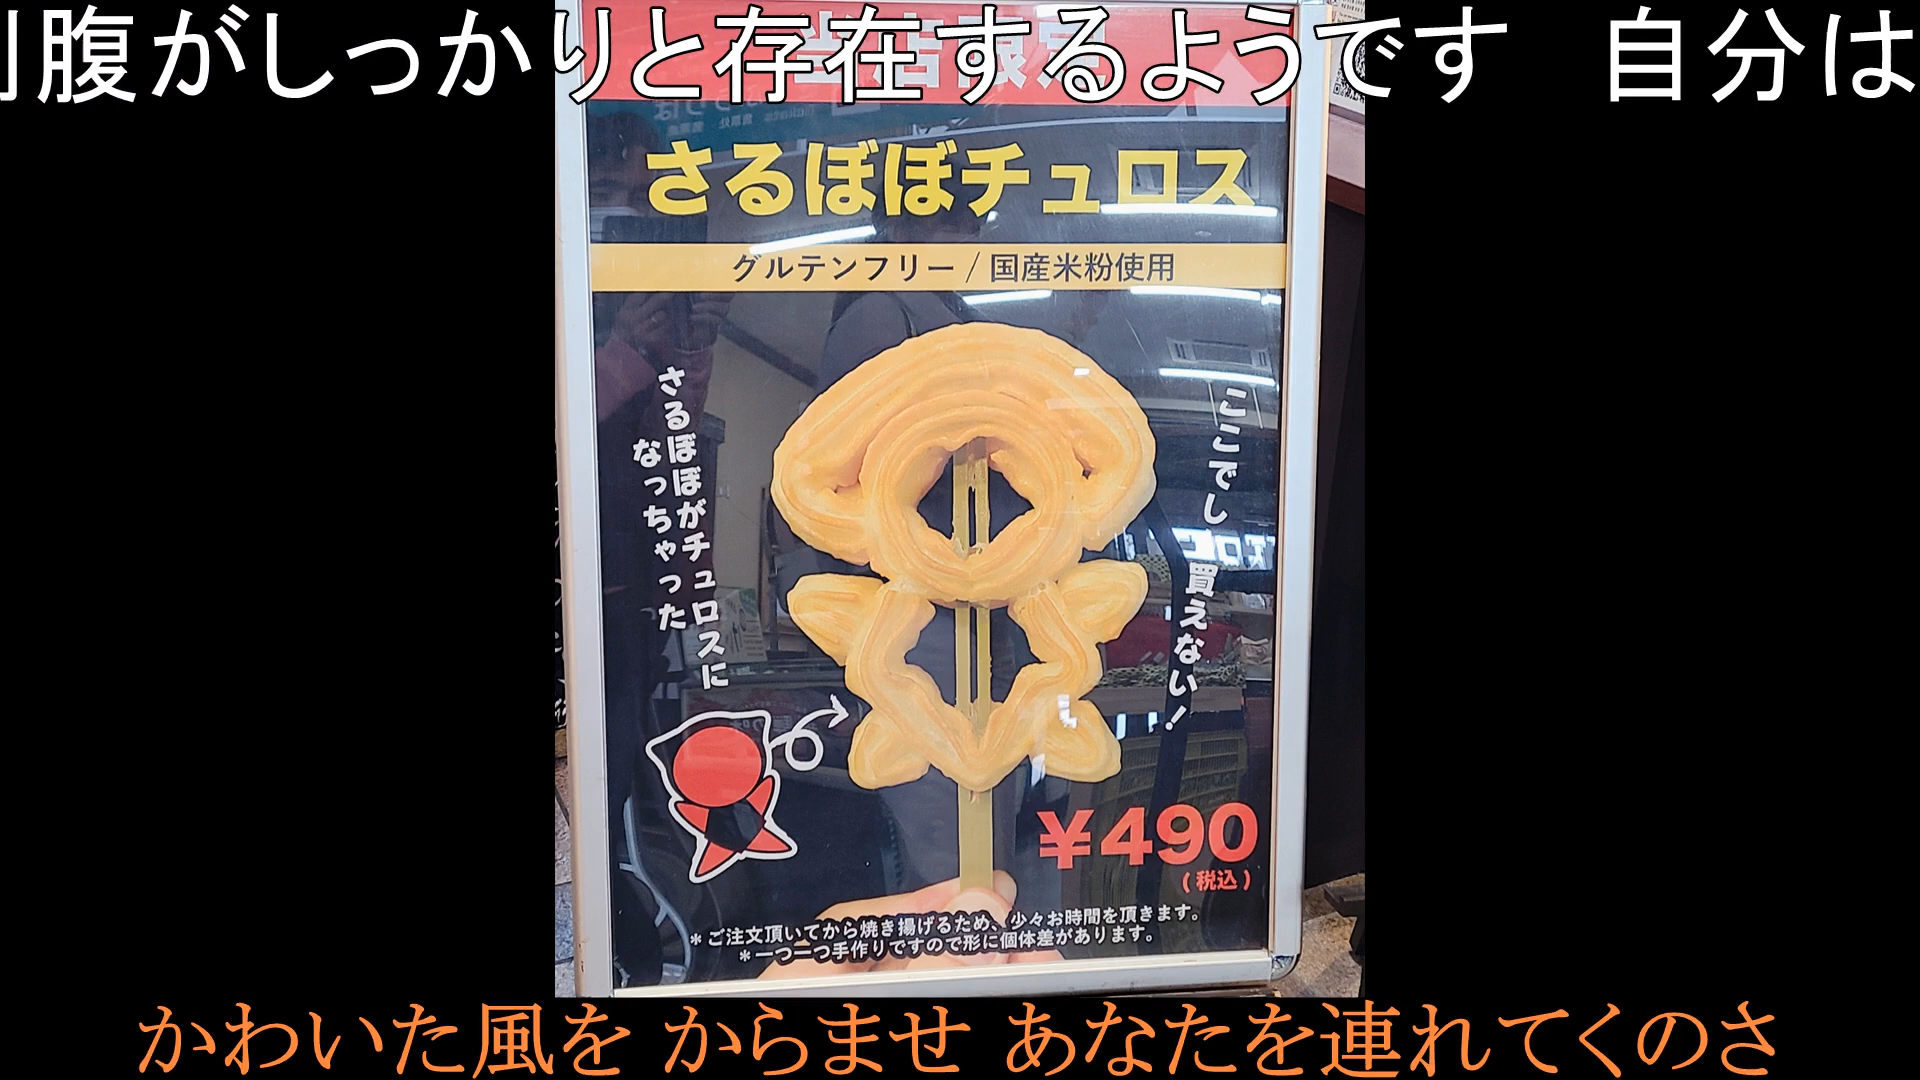 腹がしっかりと存在するようです　自分は
当店限定
さるぼぼチュロス
グルテンフリー / 国産米粉使用
ここでしか買えない!
さるぼぼがチュロスに
なっちゃった
¥490
(税込)
*ご注文頂いてから焼き揚げるため、少々お時間を頂きます。
*一つ一つ手作りですので形に個体差があります。
かわいた風を からませ あなたを連れてくのさ